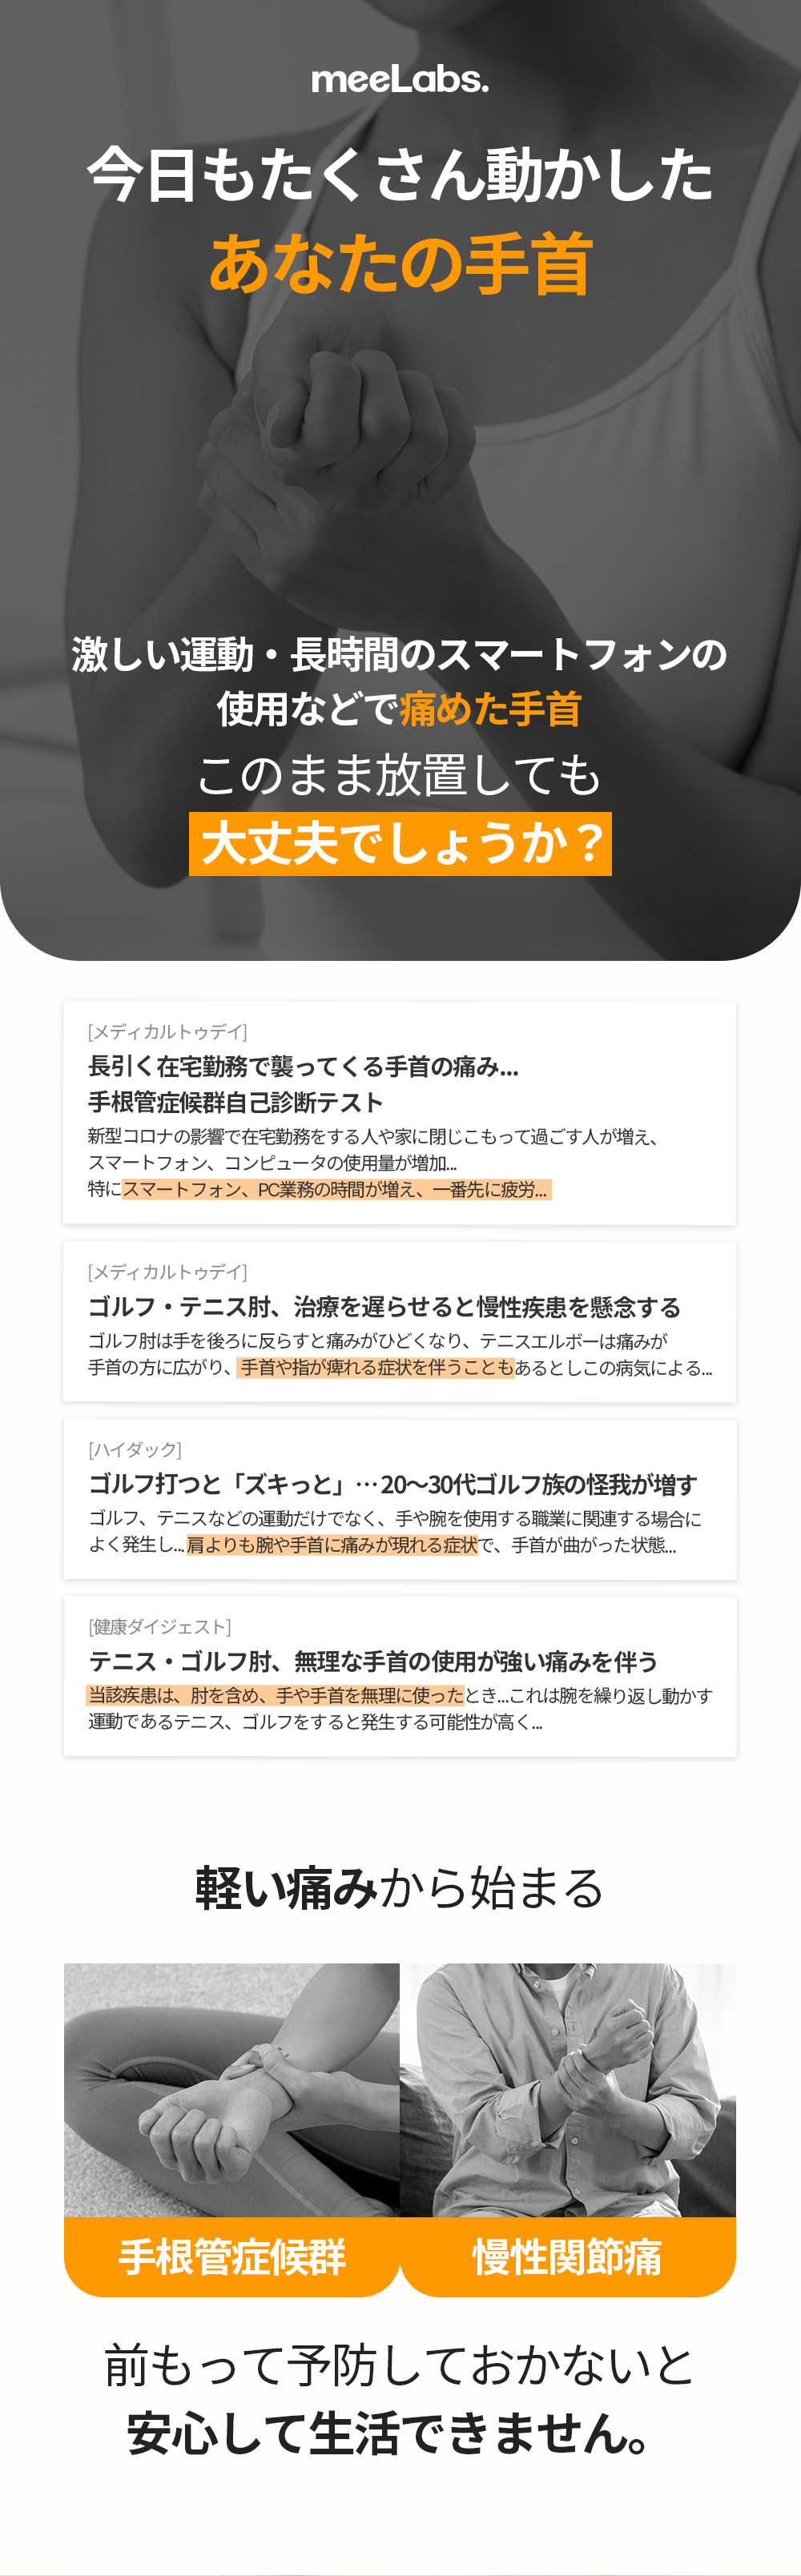 meeLabs.
今日もたくさん動かした
あなたの手首
激しい運動・長時間のスマートフォンの
使用などで痛めた手首
このまま放置しても
大丈夫でしょうか？
[メディカルトゥデイ]
長引く在宅勤務で襲ってくる手首の痛み...
手根管症候群自己診断テスト
新型コロナの影響で在宅勤務をする人や家に閉じこもって過ごす人が増え、
スマートフォン、コンピュータの使用量が増加...
特にスマートフォン、PC業務の時間が増え、一番先に疲労...
[メディカルトゥデイ]
ゴルフ・テニス肘、治療を遅らせると慢性疾患を懸念する
ゴルフ肘は手を後ろに反らすと痛みがひどくなり、テニスエルボーは痛みが
手首の方に広がり、手首や指が痺れる症状を伴うこともあるとしこの病気による...
[ハイダック]
ゴルフ打つと「ズキっと」…20〜30代ゴルフ族の怪我が増す
ゴルフ、テニスなどの運動だけでなく、手や腕を使用する職業に関連する場合に
よく発生し...肩よりも腕や手首に痛みが現れる症状で、手首が曲がった状態...
[健康ダイジェスト]
テニス・ゴルフ肘、無理な手首の使用が強い痛みを伴う
当該疾患は、肘を含め、手や手首を無理に使ったとき...これは腕を繰り返し動かす
運動であるテニス、ゴルフをすると発生する可能性が高く...
軽い痛みから始まる
手根管症候群
慢性関節痛
前もって予防しておかないと
安心して生活できません。